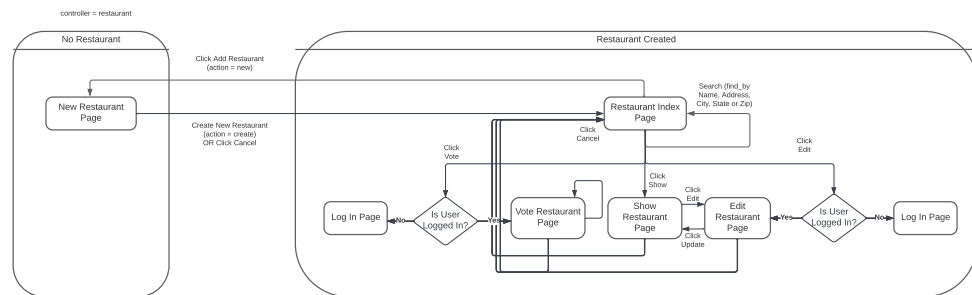 controller = restaurant
No Restaurant
Restaurant Created
Click Add Restaurant
(action = new)
Search (find_by
Name, Address,
City, State or Zip)
New Restaurant
Page
Restaurant Index
Page
Create New Restaurant
(action = create)
OR Click Cancel
Click
Cancel
Click
Vote
Click
Edit
Click
Show
Click
Edit
Log In Page
No
Is User
Logged In?
Yes
Vote Restaurant
Page
Show
Restaurant
Page
Edit
Restaurant
Page
Yes
Is User
Logged In?
No
Log In Page
Click
Update